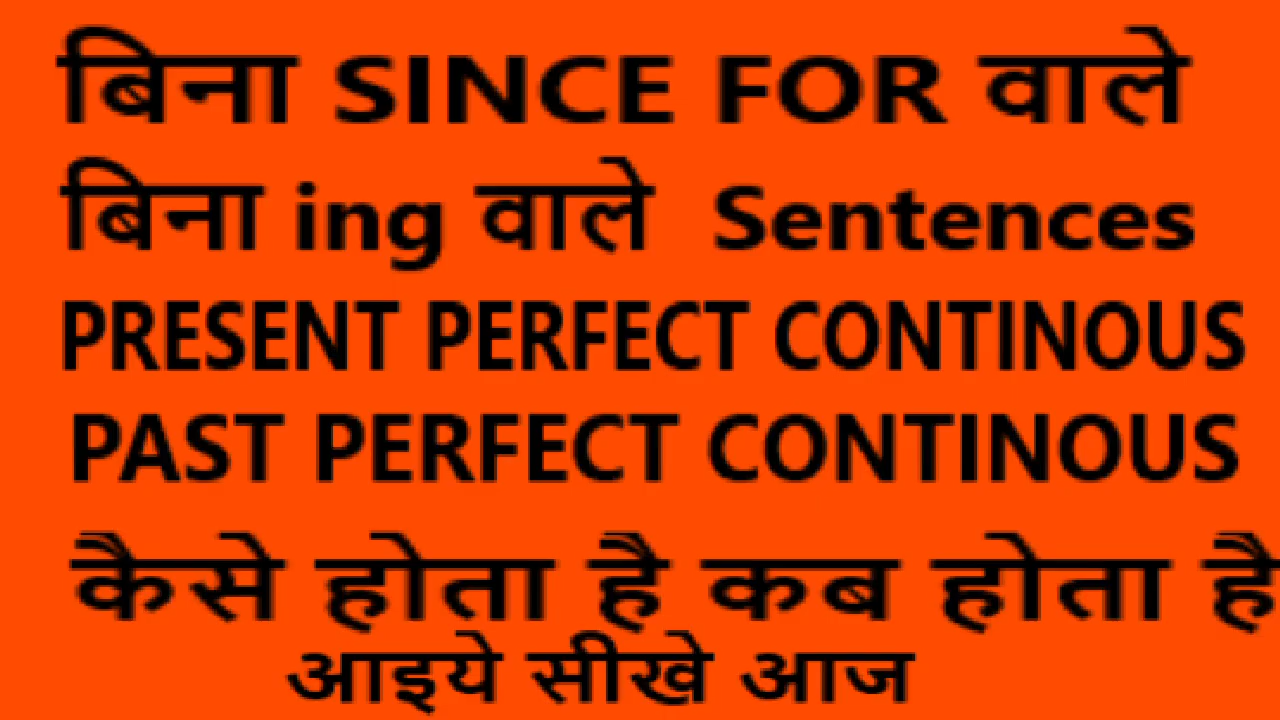 बिना SINCE FOR वाले
बिना ing वाले Sentences
PRESENT PERFECT CONTINOUS
PAST PERFECT CONTINOUS
कैसे होता है कब होता है
आइये सीखे आज